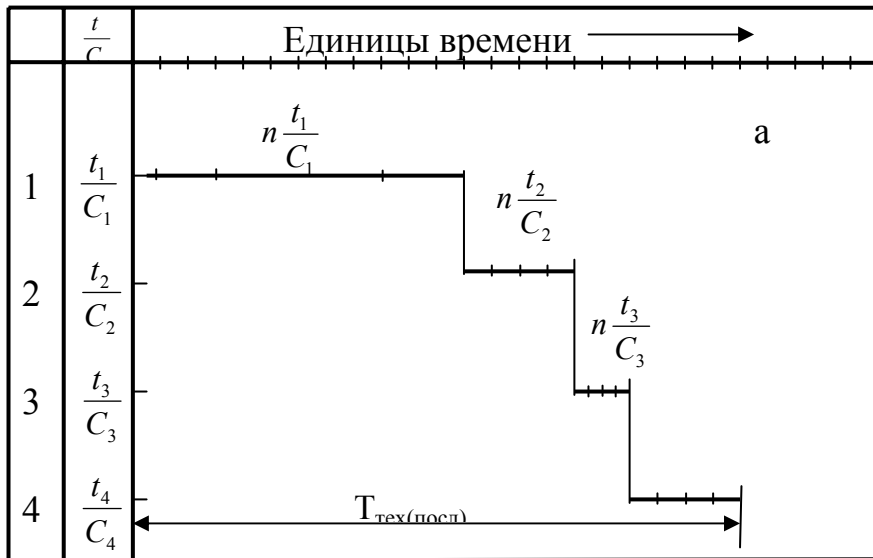 t/C Единицы времени
n t₁/C₁ а
1 t₁/C₁
n t₂/C₂
2 t₂/C₂
n t₃/C₃
3 t₃/C₃
4 t₄/C₄
Tтех(посл)